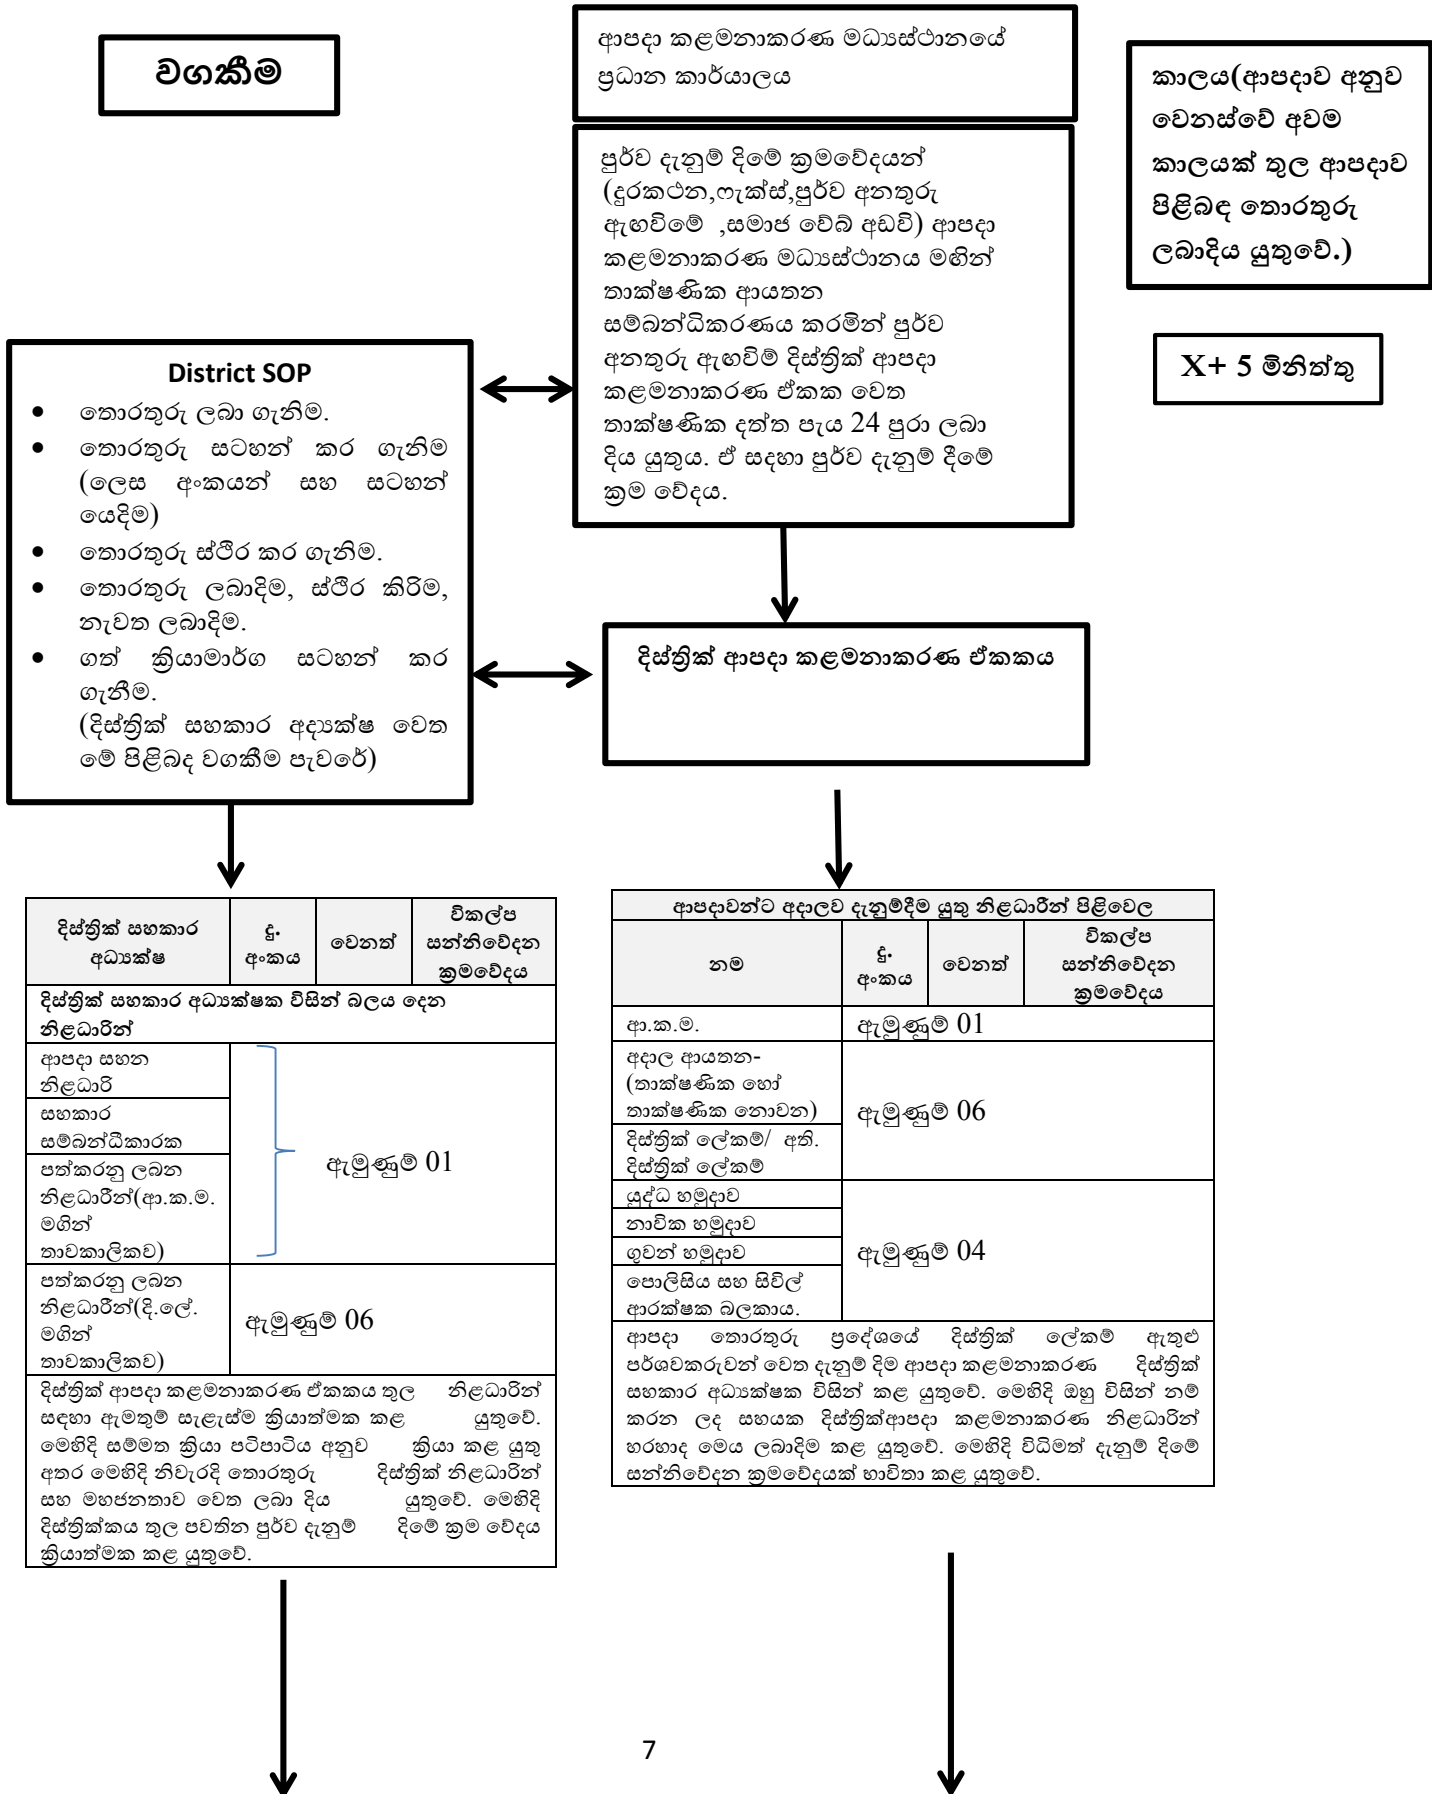 වගකීම
ආපදා කළමනාකරණ මධ්‍යස්ථානයේ
ප්‍රධාන කාර්යාලය
කාලය(ආපදාව අනුව
වෙනස්වේ අවම
කාලයක් තුල ආපදාව
පිළිබඳ තොරතුරු
ලබාදිය යුතුවේ.)
පුර්ව දැනුම් දිමේ ක්‍රමවේදයන්
(දුරකථන,ෆැක්ස්,පුර්ව අනතුරු
ඇඟවිමේ ,සමාජ වේබ් අඩවි) ආපදා
කළමනාකරණ මධ්‍යස්ථානය මඟින්
තාක්ෂණික ආයතන
සම්බන්ධිකරණය කරමින් පුර්ව
අනතුරු ඇඟවිම් දිස්ත්‍රික් ආපදා
කළමනාකරණ ඒකක වෙත
තාක්ෂණික දත්ත පැය 24 පුරා ලබා
දිය යුතුය. ඒ සදහා පුර්ව දැනුම් දීමේ
ක්‍රම වේදය.
X+ 5 මිනිත්තු
District SOP
• තොරතුරු ලබා ගැනිම.
• තොරතුරු සටහන් කර ගැනිම
(ලෙස අංකයන් සහ සටහන්
යෙදිම)
• තොරතුරු ස්ථිර කර ගැනිම.
• තොරතුරු ලබාදිම, ස්ථිර කිරිම,
නැවත ලබාදිම.
• ගත් ක්‍රියාමාර්ග සටහන් කර
ගැනීම.
(දිස්ත්‍රික් සහකාර අද්‍යක්ෂ වෙත
මේ පිළිබද වගකීම පැවරේ)
දිස්ත්‍රික් ආපදා කළමනාකරණ ඒකකය
දිස්ත්‍රික් සහකාර
අධ්‍යක්ෂ
දු.
අංකය
වෙනත්
විකල්ප
සන්නිවේදන
ක්‍රමවේදය
දිස්ත්‍රික් සහකාර අධ්‍යක්ෂක විසින් බලය දෙන
නිළධාරින්
ආපදා සහන
නිළධාරි
සහකාර
සම්බන්ධීකාරක
පත්කරනු ලබන
නිළධාරීන්(ආ.ක.ම.
මගින්
තාවකාලිකව)
ඇමුණුම් 01
පත්කරනු ලබන
නිළධාරීන්(දි.ලේ.
මගින්
තාවකාලිකව)
ඇමුණුම් 06
දිස්ත්‍රික් ආපදා කළමනාකරණ ඒකකය තුල නිළධාරින්
සඳහා ඇමතුම් සැළැස්ම ක්‍රියාත්මක කළ යුතුවේ.
මෙහිදි සම්මත ක්‍රියා පටිපාටිය අනුව ක්‍රියා කළ යුතු
අතර මෙහිදි නිවැරදි තොරතුරු දිස්ත්‍රික් නිළධාරින්
සහ මහජනතාව වෙත ලබා දිය යුතුවේ. මෙහිදි
දිස්ත්‍රික්කය තුල පවතින පුර්ව දැනුම් දිමේ ක්‍රම වේදය
ක්‍රියාත්මක කළ යුතුවේ.
ආපදාවන්ට අදාලව දැනුම්දීම යුතු නිළධාරීන් පිළිවෙල
නම
දු.
අංකය
වෙනත්
විකල්ප
සන්නිවේදන
ක්‍රමවේදය
ආ.ක.ම.
ඇමුණුම් 01
අදාල ආයතන-
(තාක්ෂණික හෝ
තාක්ෂණික නොවන)
දිස්ත්‍රික් ලේකම්/ අති.
දිස්ත්‍රික් ලේකම්
ඇමුණුම් 06
යුද්ධ හමුදාව
නාවික හමුදාව
ගුවන් හමුදාව
පොලිසිය සහ සිවිල්
ආරක්ෂක බලකාය.
ඇමුණුම් 04
ආපදා තොරතුරු ප්‍රදේශයේ දිස්ත්‍රික් ලේකම් ඇතුළු
පර්ශවකරුවන් වෙත දැනුම් දිම ආපදා කළමනාකරණ දිස්ත්‍රික්
සහකාර අධ්‍යක්ෂක විසින් කළ යුතුවේ. මෙහිදි ඔහු විසින් නම්
කරන ලද සහයක දිස්ත්‍රික්ආපදා කළමනාකරණ නිළධාරින්
හරහාද මෙය ලබාදිම කළ යුතුවේ. මෙහිදි විධිමත් දැනුම් දිමේ
සන්නිවේදන ක්‍රමවේදයක් භාවිතා කළ යුතුවේ.
7